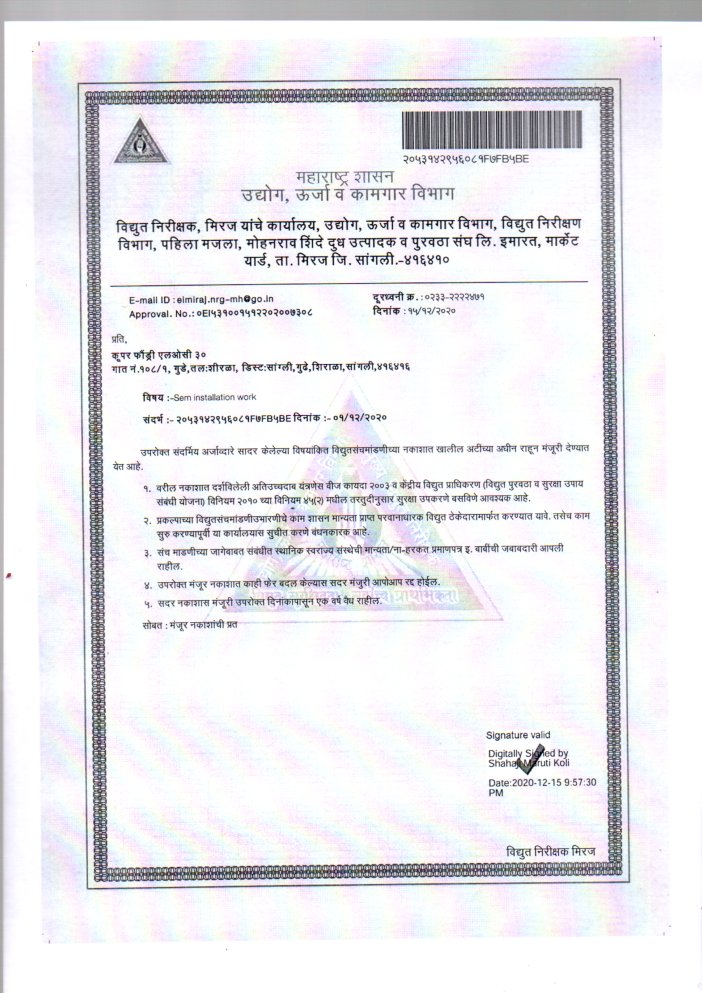 २०५३१४२९५६०८१F७FB५BE
महाराष्ट्र शासन
उद्योग, ऊर्जा व कामगार विभाग
विद्युत निरीक्षक, मिरज यांचे कार्यालय, उद्योग, ऊर्जा व कामगार विभाग, विद्युत निरीक्षण
विभाग, पहिला मजला, मोहनराव शिंदे दुध उत्पादक व पुरवठा संघ लि. इमारत, मार्केट
यार्ड, ता. मिरज जि. सांगली.-४१६४१०
E-mail ID : eimiraj.nrg-mh@go.in
दूरध्वनी क्र. : ०२३३-२२२२४७१
Approval. No.: ०EI५३१००१५१२२०२००७३०८
दिनांक : १५/१२/२०२०
प्रति,
कूपर फौंड्री एलओसी ३०
गात नं.१०८/१, गुडे,तल:शीरळा, डिस्ट:सांग्ली,गुढे,शिराळा,सांगली,४१६४१६
विषय :-Sem installation work
संदर्भ :- २०५३१४२९५६०८१F७FB५BE दिनांक :- ०१/१२/२०२०
उपरोक्त संदर्भिय अर्जाव्दारे सादर केलेल्या विषयांकित विद्युतसंचमांडणीच्या नकाशात खालील अटींच्या अधीन राहून मंजूरी देण्यात
येत आहे.
१. वरील नकाशात दर्शविलेली अतिउच्चदाब यंत्रणेस वीज कायदा २००३ व केंद्रीय विद्युत प्राधिकरण (विद्युत पुरवठा व सुरक्षा उपाय
संबंधी योजना) विनियम २०१० च्या विनियम ४५(२) मधील तरतुदीनुसार सुरक्षा उपकरणे बसविणे आवश्यक आहे.
२. प्रकल्पाच्या विद्युतसंचमांडणीउभारणीचे काम शासन मान्यता प्राप्त परवानाधारक विद्युत ठेकेदारामार्फत करण्यात यावे. तसेच काम
सुरु करण्यापूर्वी या कार्यालयास सुचीत करणे बंधनकारक आहे.
३. संच माडणीच्या जागेबावत संबंधीत स्थानिक स्वराज्य संस्थेची मान्यता/ना-हरकत प्रमाणपत्र इ. बाबींची जवाबदारी आपली
राहील.
४. उपरोक्त मंजूर नकाशात काही फेर बदल केल्यास सदर मंजुरी आपोआप रद्द होईल.
५. सदर नकाशास मंजूरी उपरोक्त दिनांकापासून एक वर्ष वैध राहील.
सोबत : मंजूर नकाशांची प्रत
Signature valid
Digitally Signed by
Shahaji Maruti Koli
Date:2020-12-15 9:57:30
PM
विद्युत निरीक्षक मिरज